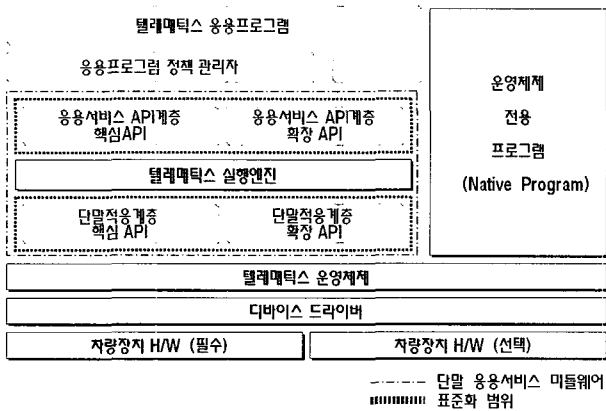 텔레매틱스 응용프로그램
응용프로그램 정책 관리자
응용서비스 API계층
핵심API
응용서비스 API계층
확장 API
텔레매틱스 실행엔진
단말적응계층
핵심 API
단말적응계층
확장 API
운영체제
전용
프로그램
(Native Program)
텔레매틱스 운영체제
디바이스 드라이버
차량장치 H/W (필수)
차량장치 H/W (선택)
단말 응용서비스 미들웨어
표준화 범위